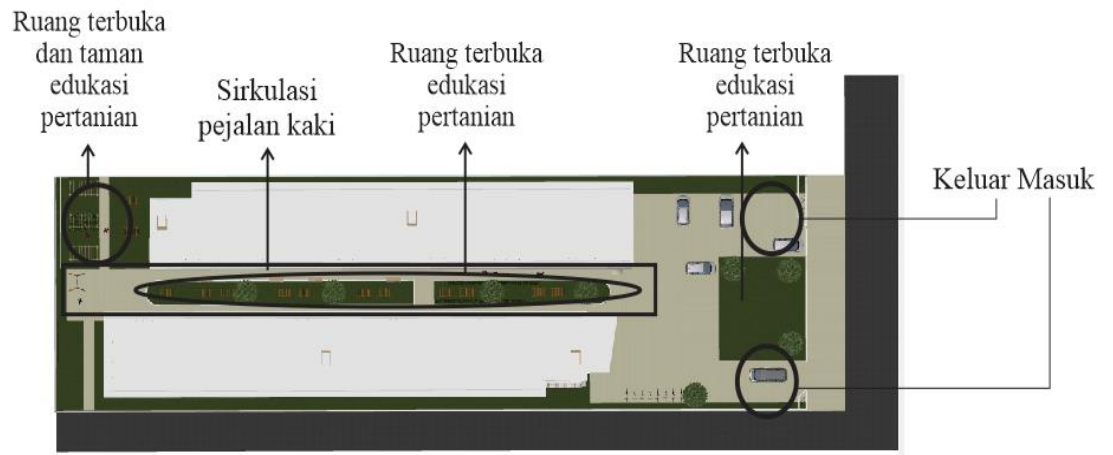 Ruang terbuka
dan taman
edukasi
pertanian
Sirkulasi
pejalan kaki
Ruang terbuka
edukasi
pertanian
Ruang terbuka
edukasi
pertanian
Keluar Masuk